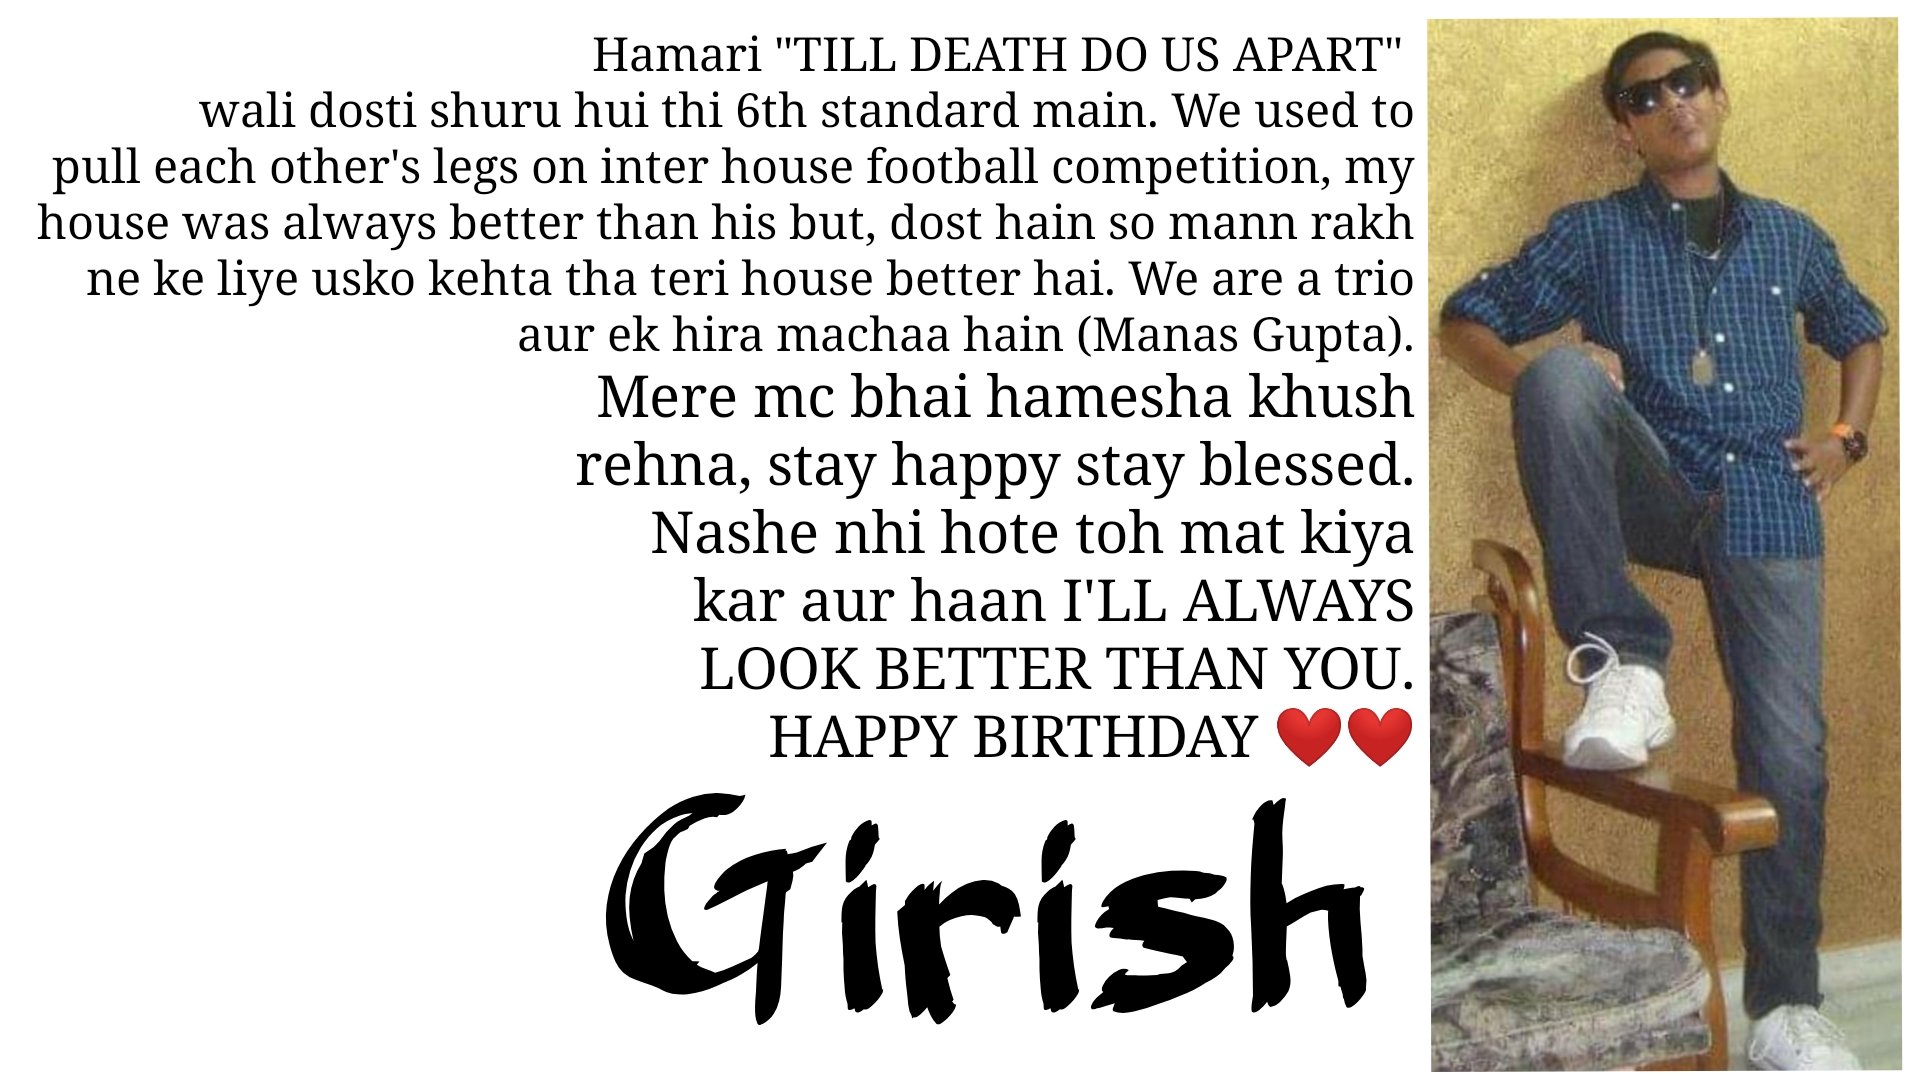 Hamari "TILL DEATH DO US APART"
wali dosti shuru hui thi 6th standard main. We used to
pull each other's legs on inter house football competition, my
house was always better than his but, dost hain so mann rakh
ne ke liye usko kehta tha teri house better hai. We are a trio
aur ek hira machaa hain (Manas Gupta).
Mere mc bhai hamesha khush
rehna, stay happy stay blessed.
Nashe nhi hote toh mat kiya
kar aur haan I'LL ALWAYS
LOOK BETTER THAN YOU.
HAPPY BIRTHDAY ❤️❤️
Girish